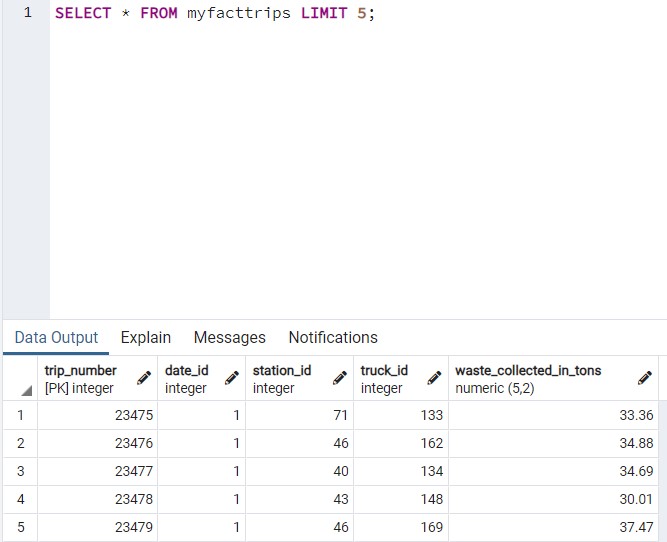 1 SELECT * FROM myfacttrips LIMIT 5;
Data Output Explain Messages Notifications
trip_number date_id station_id truck_id waste_collected_in_tons
[PK] integer integer integer integer numeric (5,2)
1 23475 1 71 133 33.36
2 23476 1 46 162 34.88
3 23477 1 40 134 34.69
4 23478 1 43 148 30.01
5 23479 1 46 169 37.47